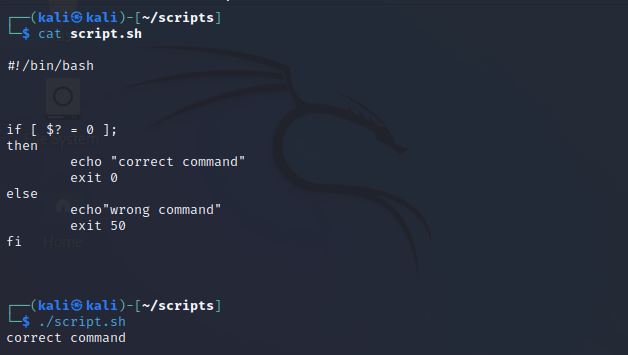 (kali㉿kali)-[~/scripts]
$ cat script.sh
#!/bin/bash
if [ $? = 0 ];
then
echo "correct command"
exit 0
else
echo"wrong command"
exit 50
fi
(kali㉿kali)-[~/scripts]
$ ./script.sh
correct command